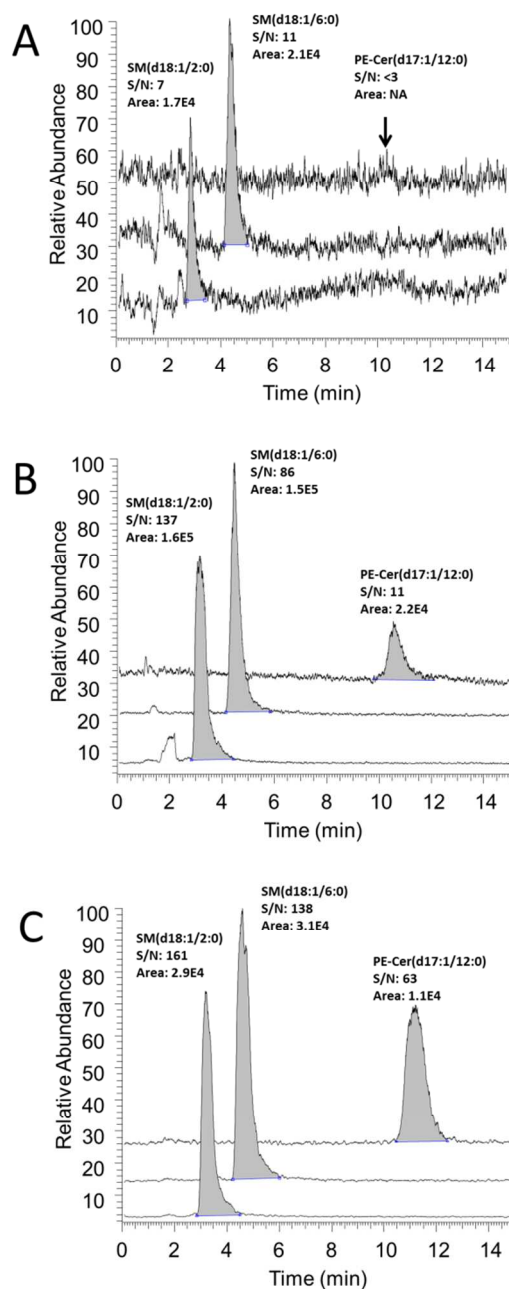 A
SM(d18:1/6:0)
S/N: 11
Area: 2.1E4
SM(d18:1/2:0)
S/N: 7
Area: 1.7E4
PE-Cer(d17:1/12:0)
S/N: <3
Area: NA
Relative Abundance
100
90
80
70
60
50
40
30
20
10
0 2 4 6 8 10 12 14
Time (min)
B
SM(d18:1/6:0)
S/N: 86
Area: 1.5E5
SM(d18:1/2:0)
S/N: 137
Area: 1.6E5
PE-Cer(d17:1/12:0)
S/N: 11
Area: 2.2E4
Relative Abundance
100
90
80
70
60
50
40
30
20
10
0 2 4 6 8 10 12 14
Time (min)
C
SM(d18:1/6:0)
S/N: 138
Area: 3.1E4
SM(d18:1/2:0)
S/N: 161
Area: 2.9E4
PE-Cer(d17:1/12:0)
S/N: 63
Area: 1.1E4
Relative Abundance
100
90
80
70
60
50
40
30
20
10
0 2 4 6 8 10 12 14
Time (min)